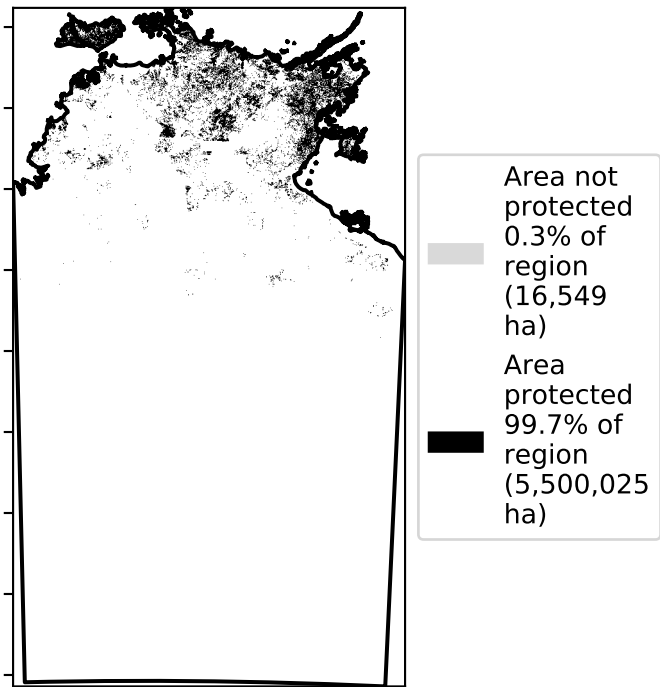 Area not
protected
0.3% of
region
(16,549
ha)
Area
protected
99.7% of
region
(5,500,025
ha)